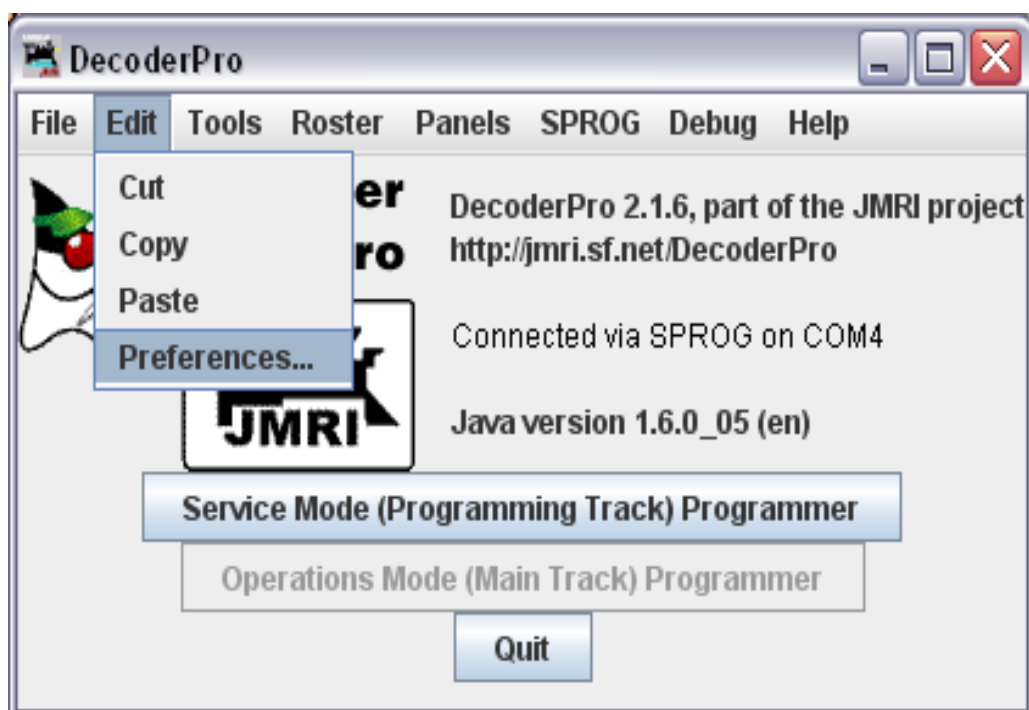 DecoderPro
File Edit Tools Roster Panels SPROG Debug Help
Cut
Copy
Paste
Preferences...
er
ro
DecoderPro 2.1.6, part of the JMRI project
http://jmri.sf.net/DecoderPro
Connected via SPROG on COM4
JMRI
Java version 1.6.0_05 (en)
Service Mode (Programming Track) Programmer
Operations Mode (Main Track) Programmer
Quit